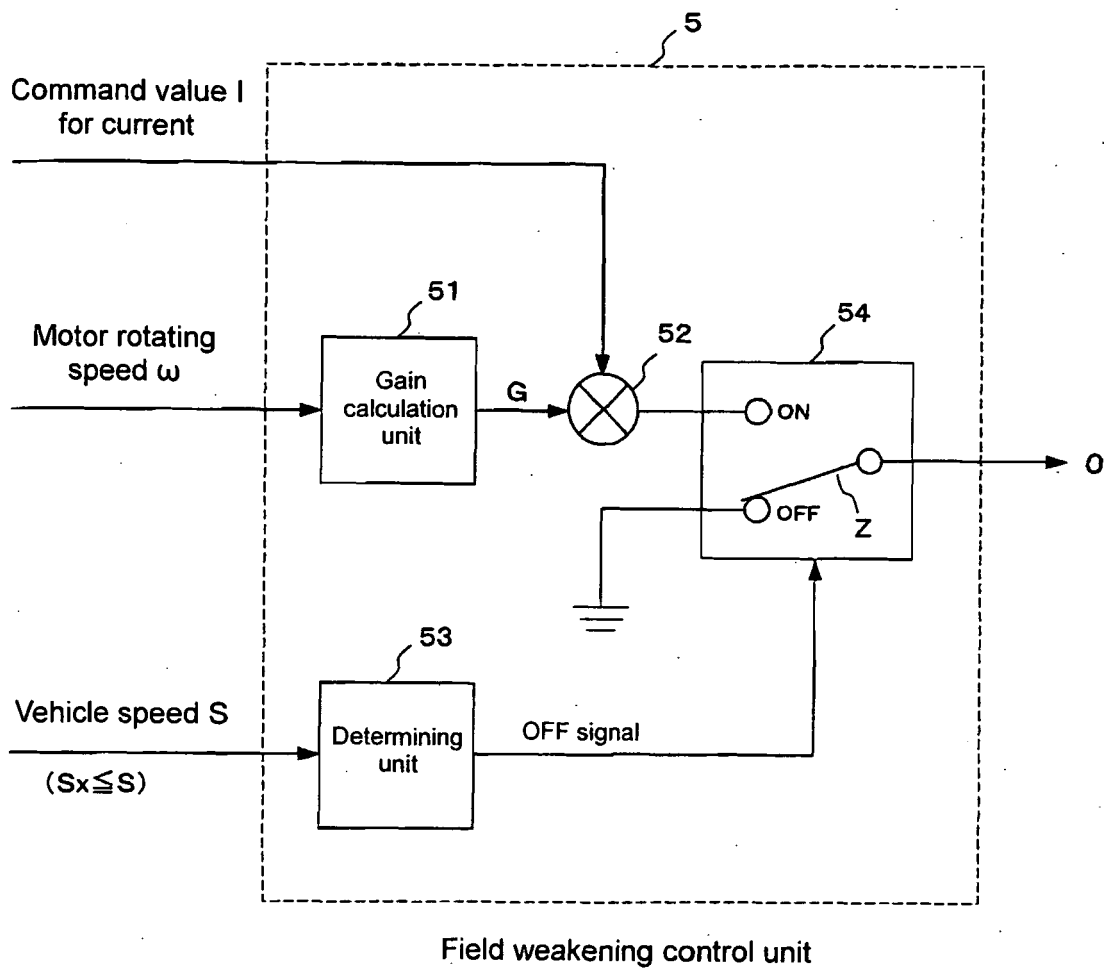 5
Command value I
for current
51
54
Motor rotating
speed ω
52
Gain
calculation
unit
G
ON
0
OFF
Z
53
Vehicle speed S
(Sx≦S)
Determining
unit
OFF signal
Field weakening control unit